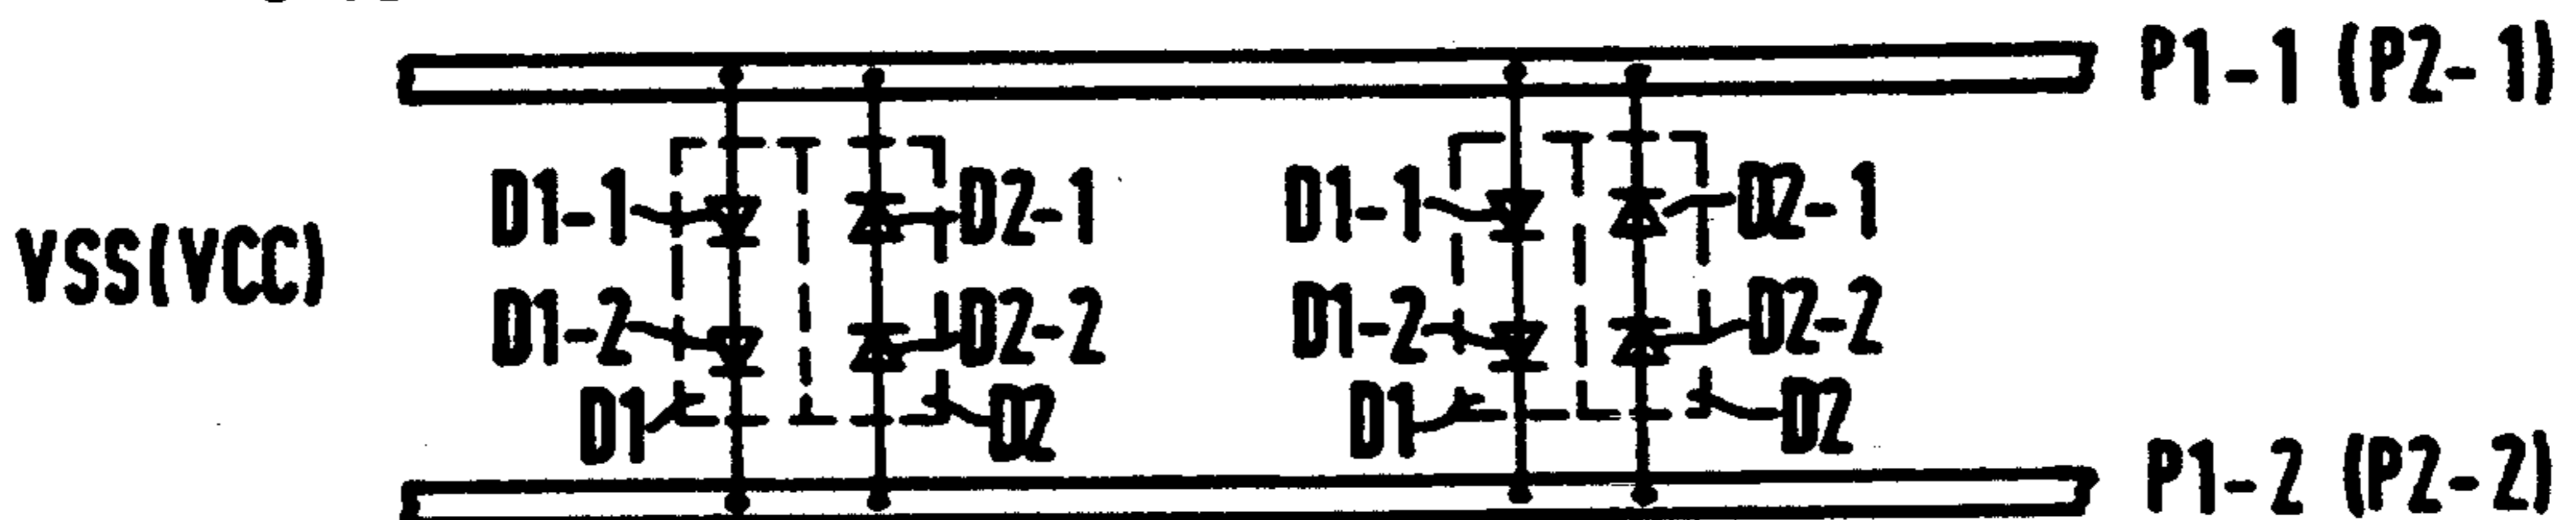 P1-1 (P2-1)
D1-1 D2-1 D1-1 D2-1
VSS(VCC)
D1-2 D2-2 D1-2 D2-2
D1 D2 D1 D2
P1-2 (P2-2)